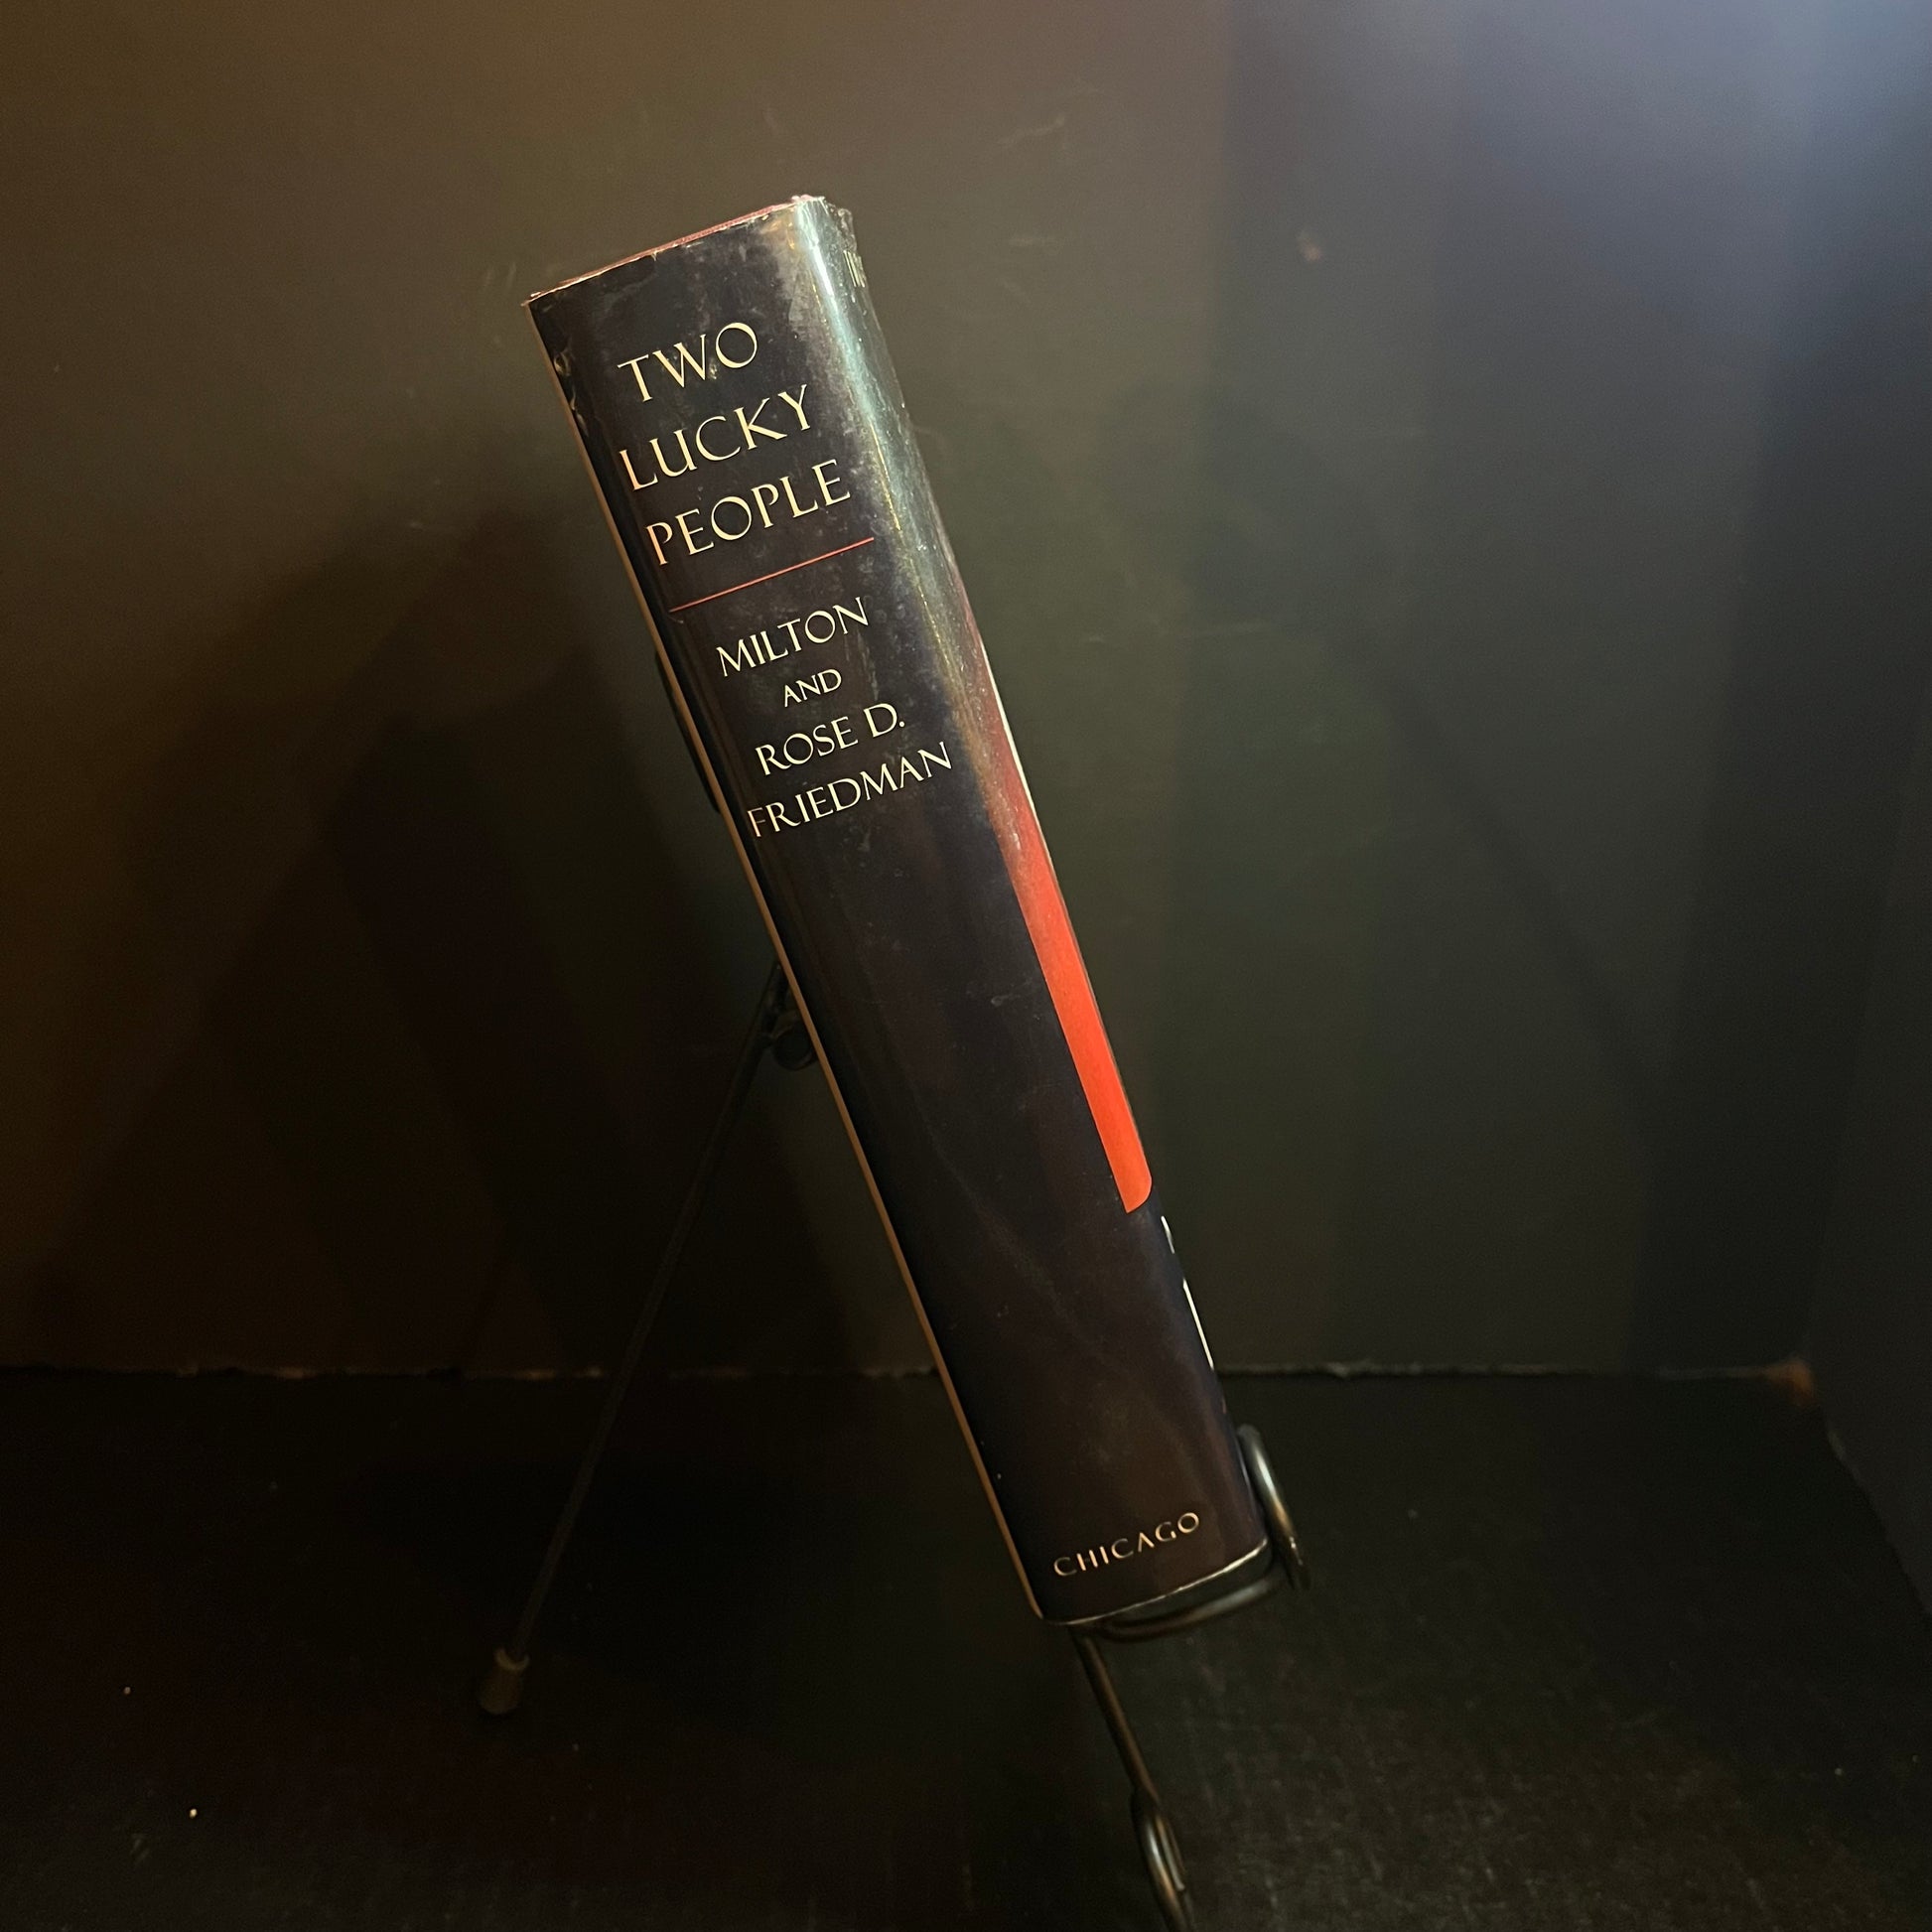 TWO
LUCKY
PEOPLE
MILTON
AND
ROSE D.
FRIEDMAN
CHICAGO